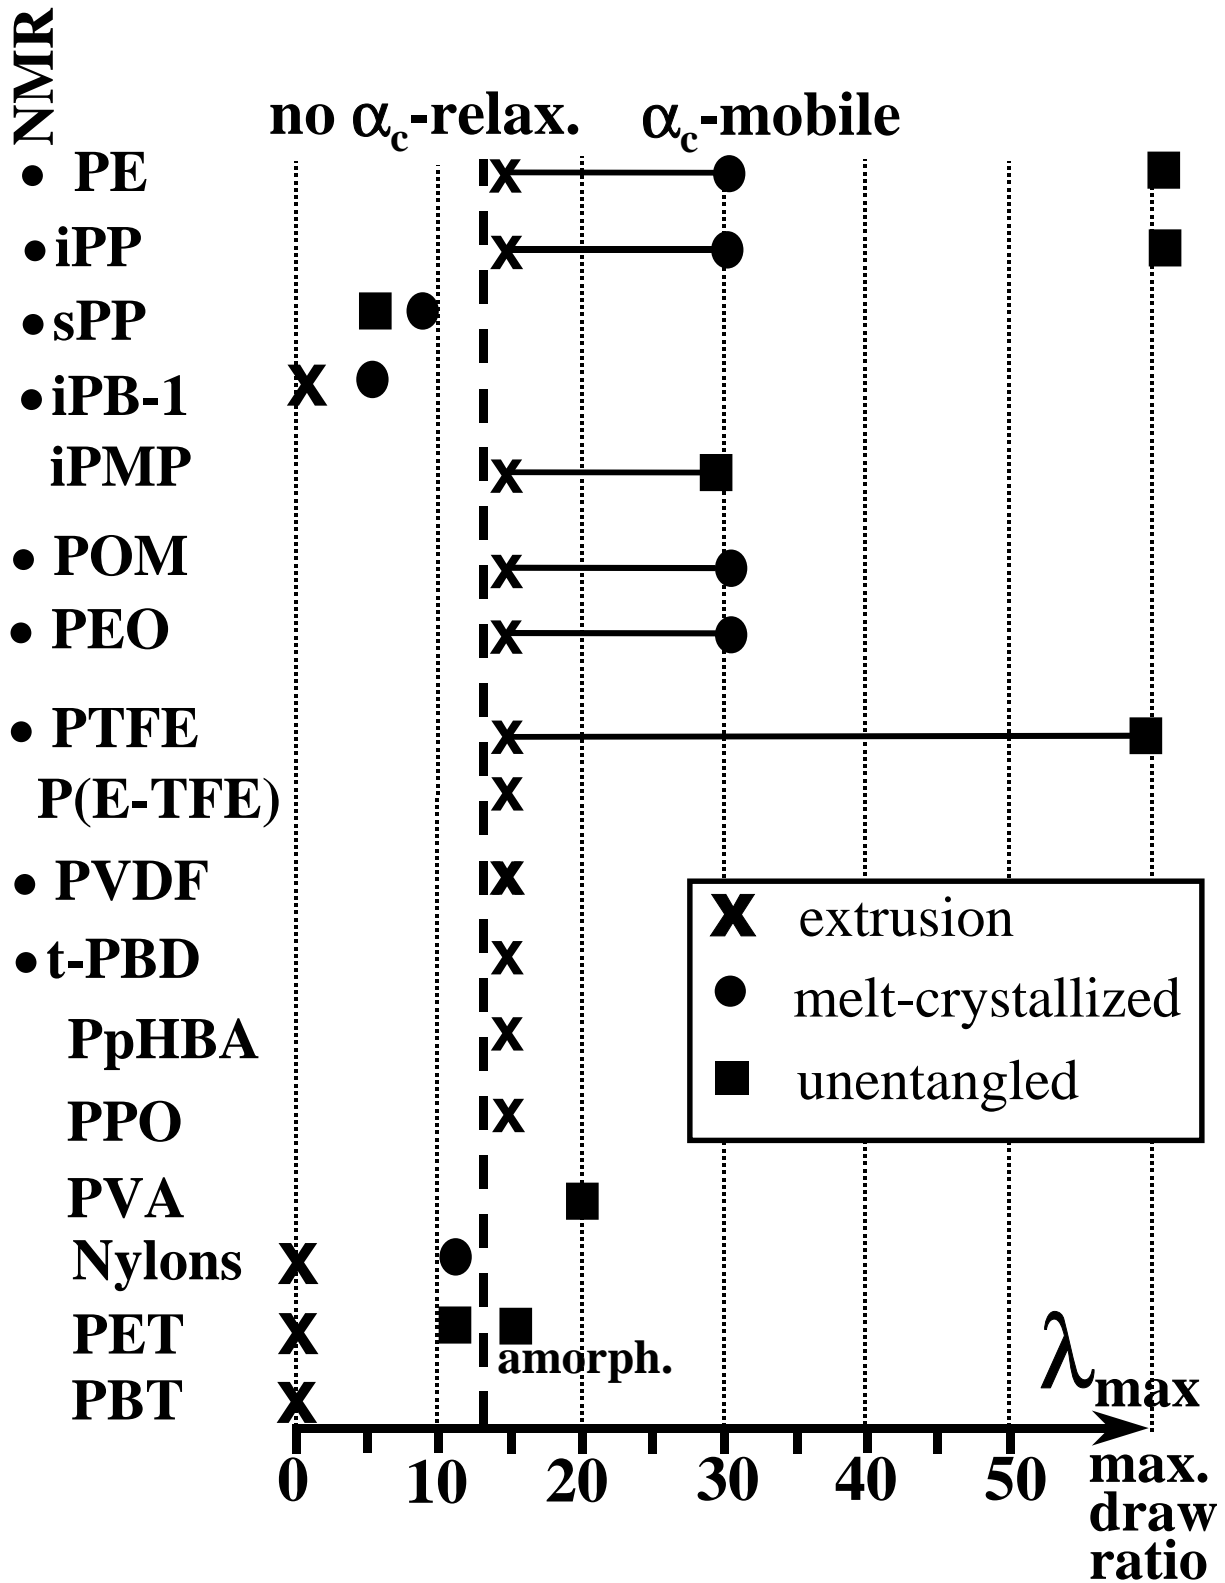 NMR
no αc-relax. αc-mobile
• PE
• iPP
• sPP
• iPB-1
iPMP
• POM
• PEO
• PTFE
P(E-TFE)
• PVDF
• t-PBD
PpHBA
PPO
PVA
Nylons
PET
PBT
x extrusion
melt-crystallized
unentangled
amorph.
λmax
0 10 20 30 40 50
max.
draw
ratio